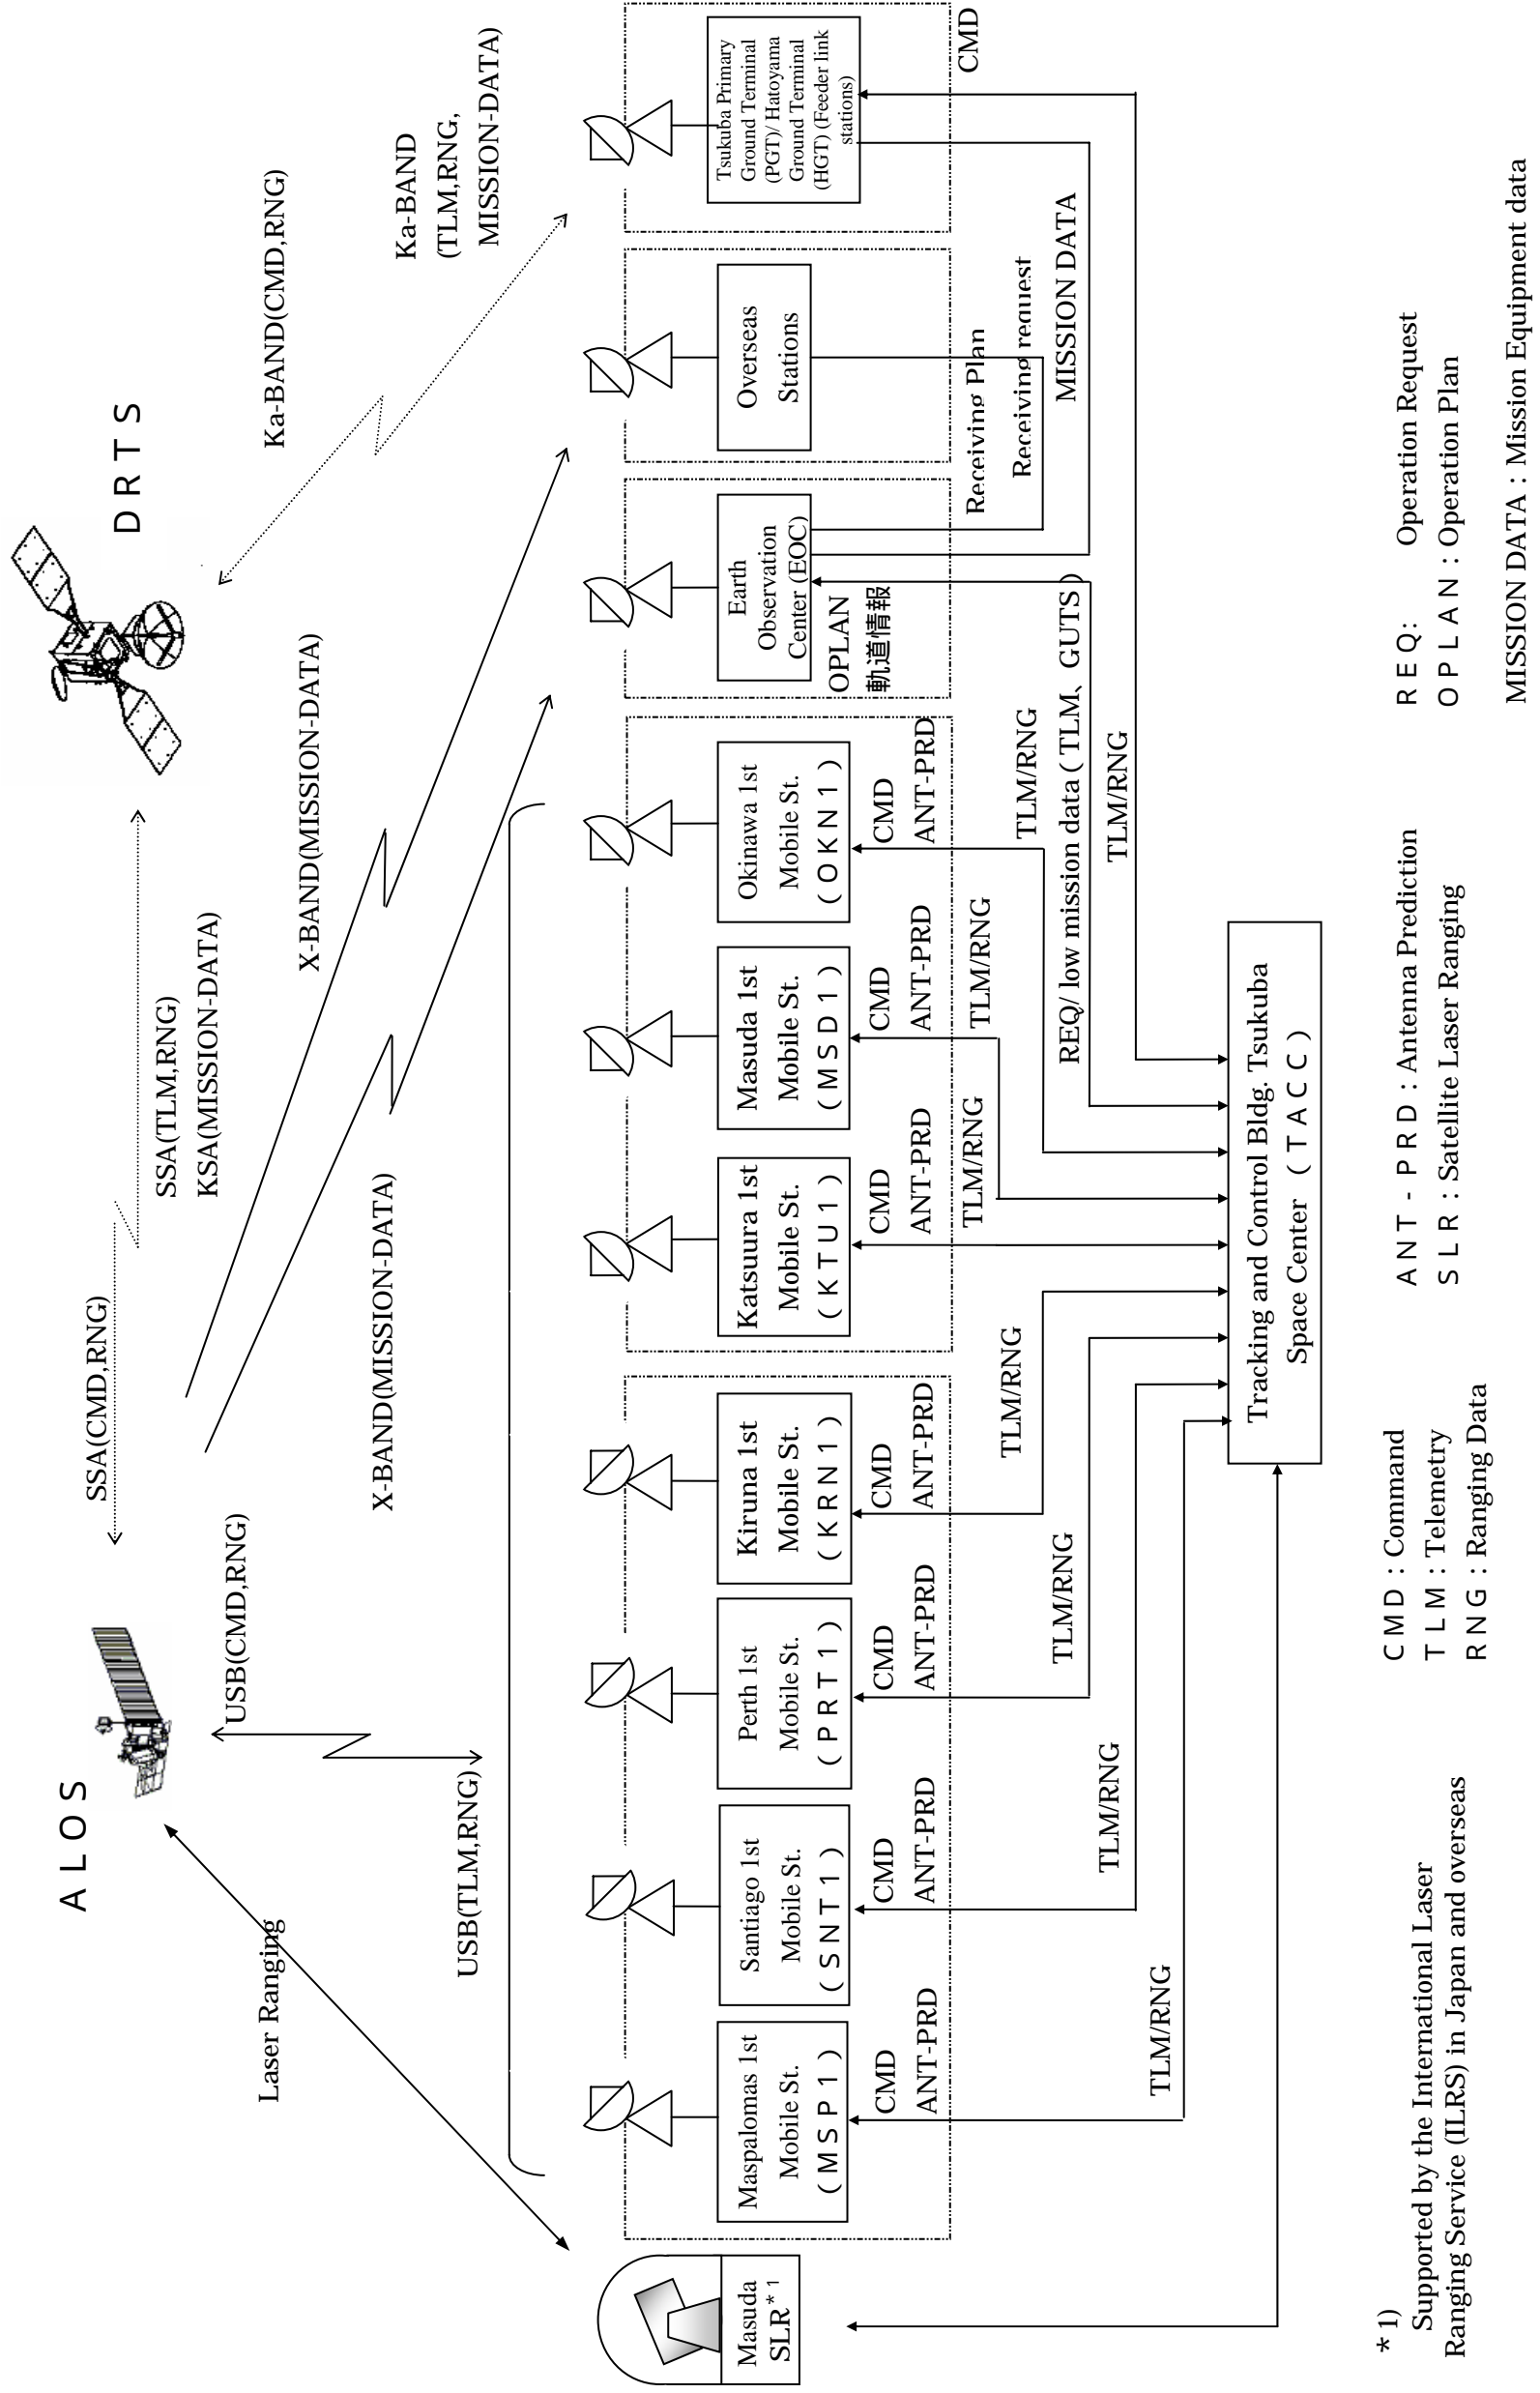 ALOS
DRTS
SSA(CMD,RNG)
SSA(TLM,RNG)
KSA(MISSION-DATA)
Ka-BAND(CMD,RNG)
Ka-BAND
(TLM,RNG,
MISSION-DATA)
USB(CMD,RNG)
Laser Ranging
X-BAND(MISSION-DATA)
X-BAND(MISSION-DATA)
USB(TLM,RNG)
Masuda
SLR*1
Maspalomas 1st
Mobile St.
(MSP1)
Santiago 1st
Mobile St.
(SNT1)
Perth 1st
Mobile St.
(PRT1)
Kiruna 1st
Mobile St.
(KRN1)
Katsuura 1st
Mobile St.
(KTU1)
Masuda 1st
Mobile St.
(MSD1)
Okinawa 1st
Mobile St.
(OKN1)
Earth
Observation
Center (EOC)
Overseas
Stations
Tsukuba Primary
Ground Terminal
(PGT)/ Hatoyama
Ground Terminal
(HGT) (Feeder link
stations)
CMD
ANT-PRD
CMD
ANT-PRD
CMD
ANT-PRD
CMD
ANT-PRD
CMD
ANT-PRD
CMD
ANT-PRD
CMD
ANT-PRD
OPLAN
軌道情報
Receiving Plan
Receiving request
CMD
TLM/RNG
TLM/RNG
TLM/RNG
TLM/RNG
TLM/RNG
TLM/RNG
TLM/RNG
REQ/ low mission data(TLM、GUTS)
MISSION DATA
TLM/RNG
Tracking and Control Bldg. Tsukuba
Space Center (TACC)
*1)
Supported by the International Laser
Ranging Service (ILRS) in Japan and overseas
CMD : Command
TLM : Telemetry
RNG : Ranging Data
ANT-PRD : Antenna Prediction
SLR : Satellite Laser Ranging
REQ: Operation Request
OPLAN : Operation Plan
MISSION DATA : Mission Equipment data